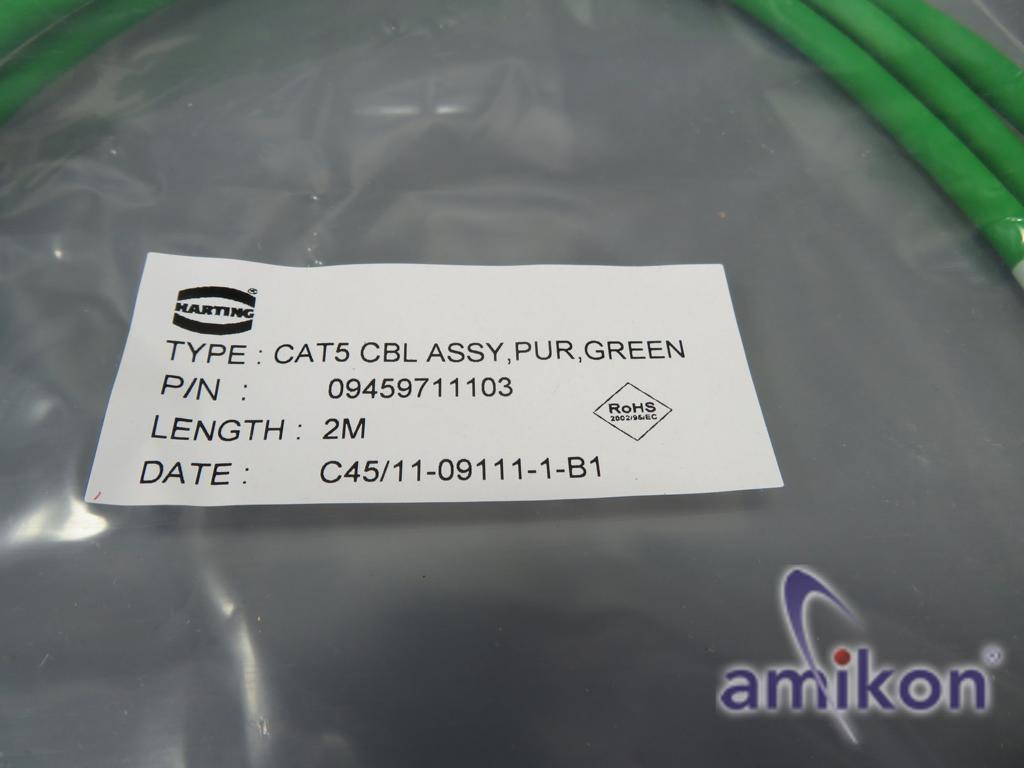 HARTING®
TYPE : CAT5 CBL ASSY,PUR,GREEN
P/N : 09459711103
RoHS
2002/95/EC
LENGTH : 2M
DATE : C45/11-09111-1-B1
amikon®